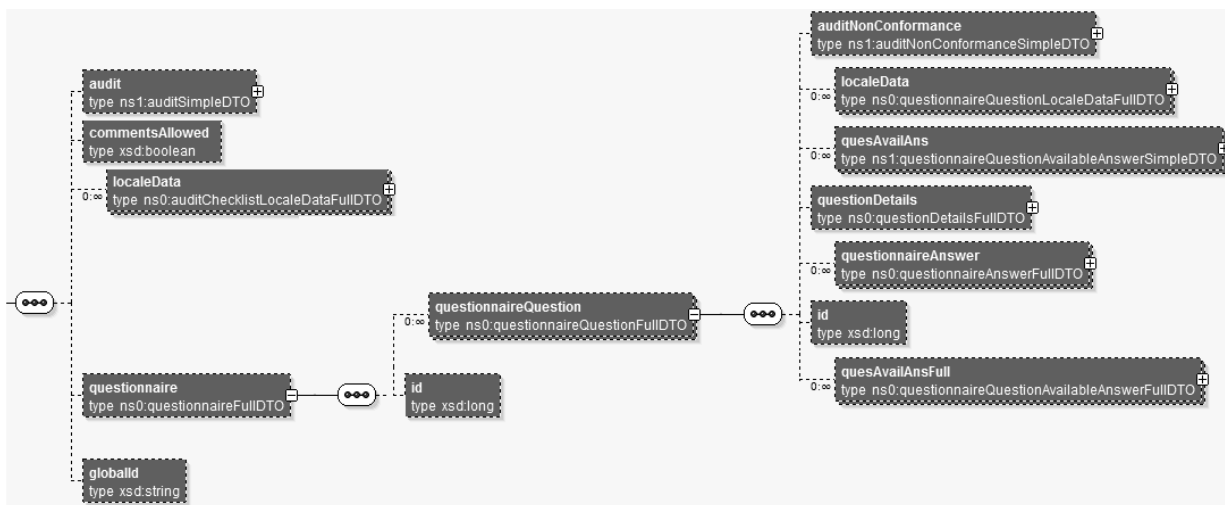 audit
type ns1:auditSimpleDTO
commentsAllowed
type xsd:boolean
localeData
0:∞
type ns0:auditChecklistLocaleDataFullDTO
questionnaire
type ns0:questionnaireFullDTO
globalId
type xsd:string
questionnaireQuestion
0:∞
type ns0:questionnaireQuestionFullDTO
id
type xsd:long
auditNonConformance
type ns1:auditNonConformanceSimpleDTO
localeData
0:∞
type ns0:questionnaireQuestionLocaleDataFullDTO
quesAvailAns
0:∞
type ns1:questionnaireQuestionAvailableAnswerSimpleDTO
questionDetails
type ns0:questionDetailsFullDTO
questionnaireAnswer
0:∞
type ns0:questionnaireAnswerFullDTO
id
type xsd:long
quesAvailAnsFull
0:∞
type ns0:questionnaireQuestionAvailableAnswerFullDTO